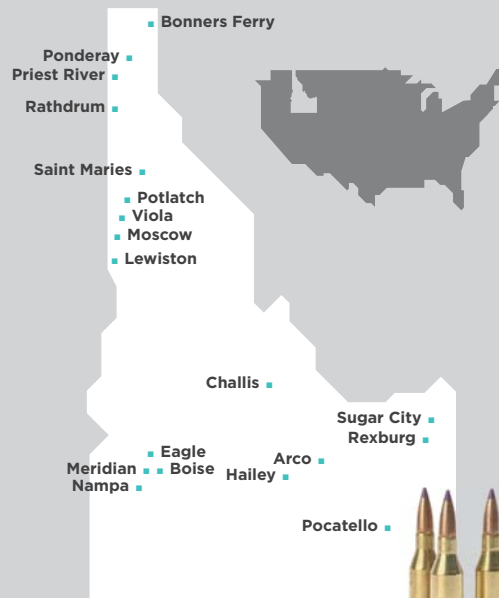 Bonners Ferry
Ponderay
Priest River
Rathdrum
Saint Maries
Potlatch
Viola
Moscow
Lewiston
Challis
Sugar City
Rexburg
Eagle
Arco
Meridian
Boise
Hailey
Nampa
Pocatello